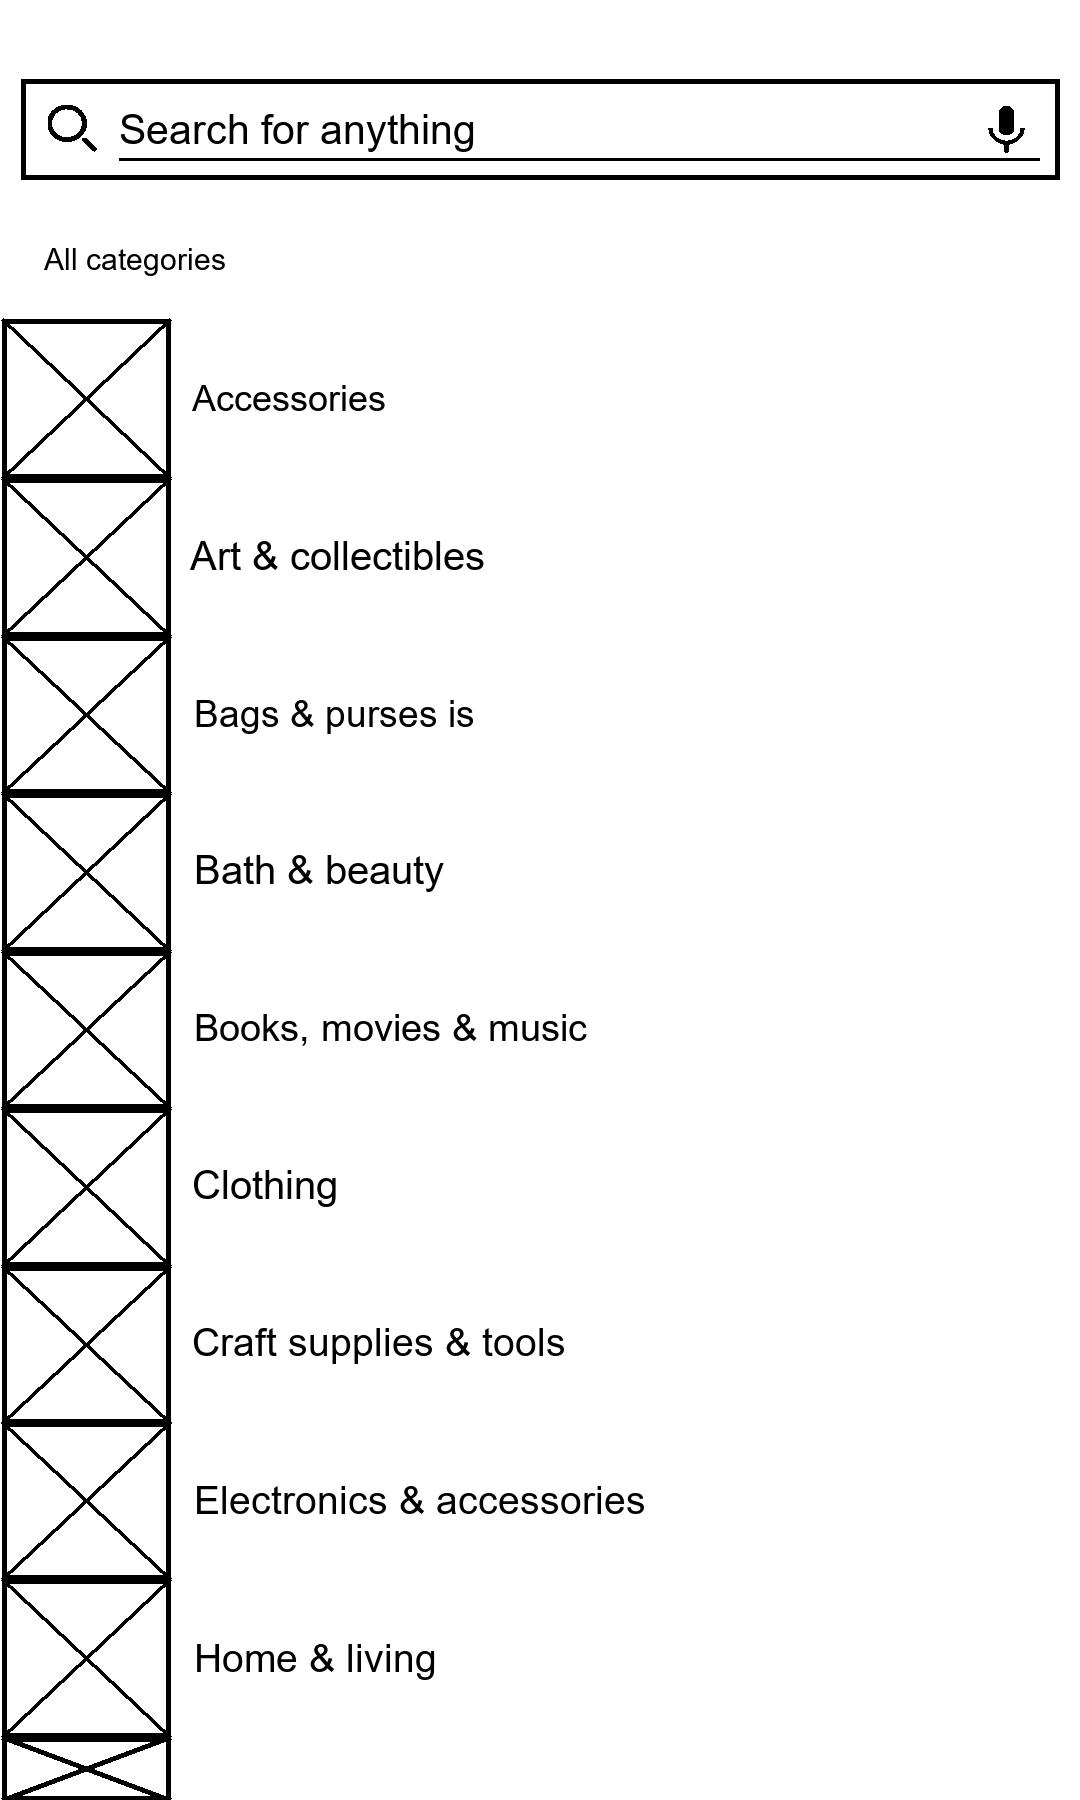 Search for anything
All categories
Accessories
Art & collectibles
Bags & purses is
Bath & beauty
Books, movies & music
Clothing
Craft supplies & tools
Electronics & accessories
Home & living